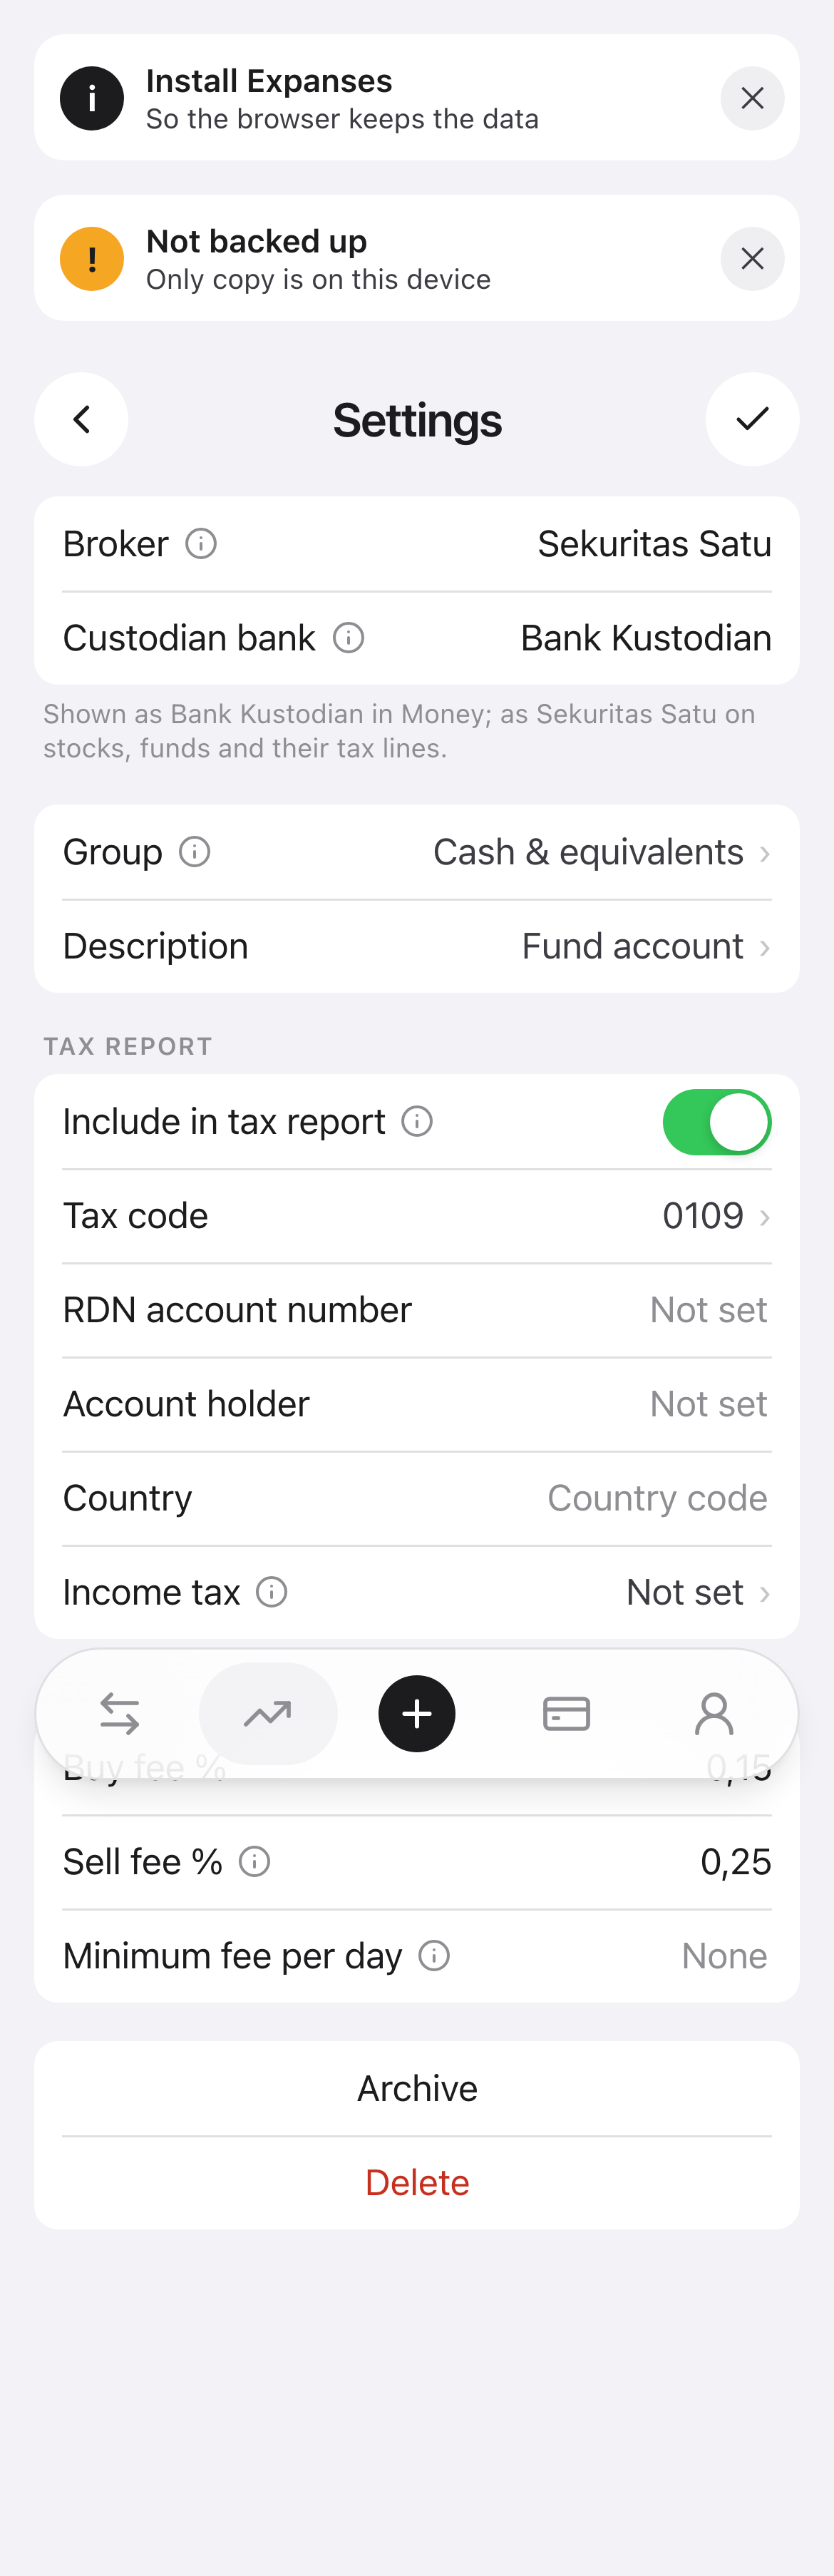 Install Expanses
So the browser keeps the data
Not backed up
Only copy is on this device
Settings
Broker Sekuritas Satu
Custodian bank Bank Kustodian
Shown as Bank Kustodian in Money; as Sekuritas Satu on
stocks, funds and their tax lines.
Group Cash & equivalents
Description Fund account
TAX REPORT
Include in tax report
Tax code 0109
RDN account number Not set
Account holder Not set
Country Country code
Income tax Not set
Buy fee % 0,15
Sell fee % 0,25
Minimum fee per day None
Archive
Delete